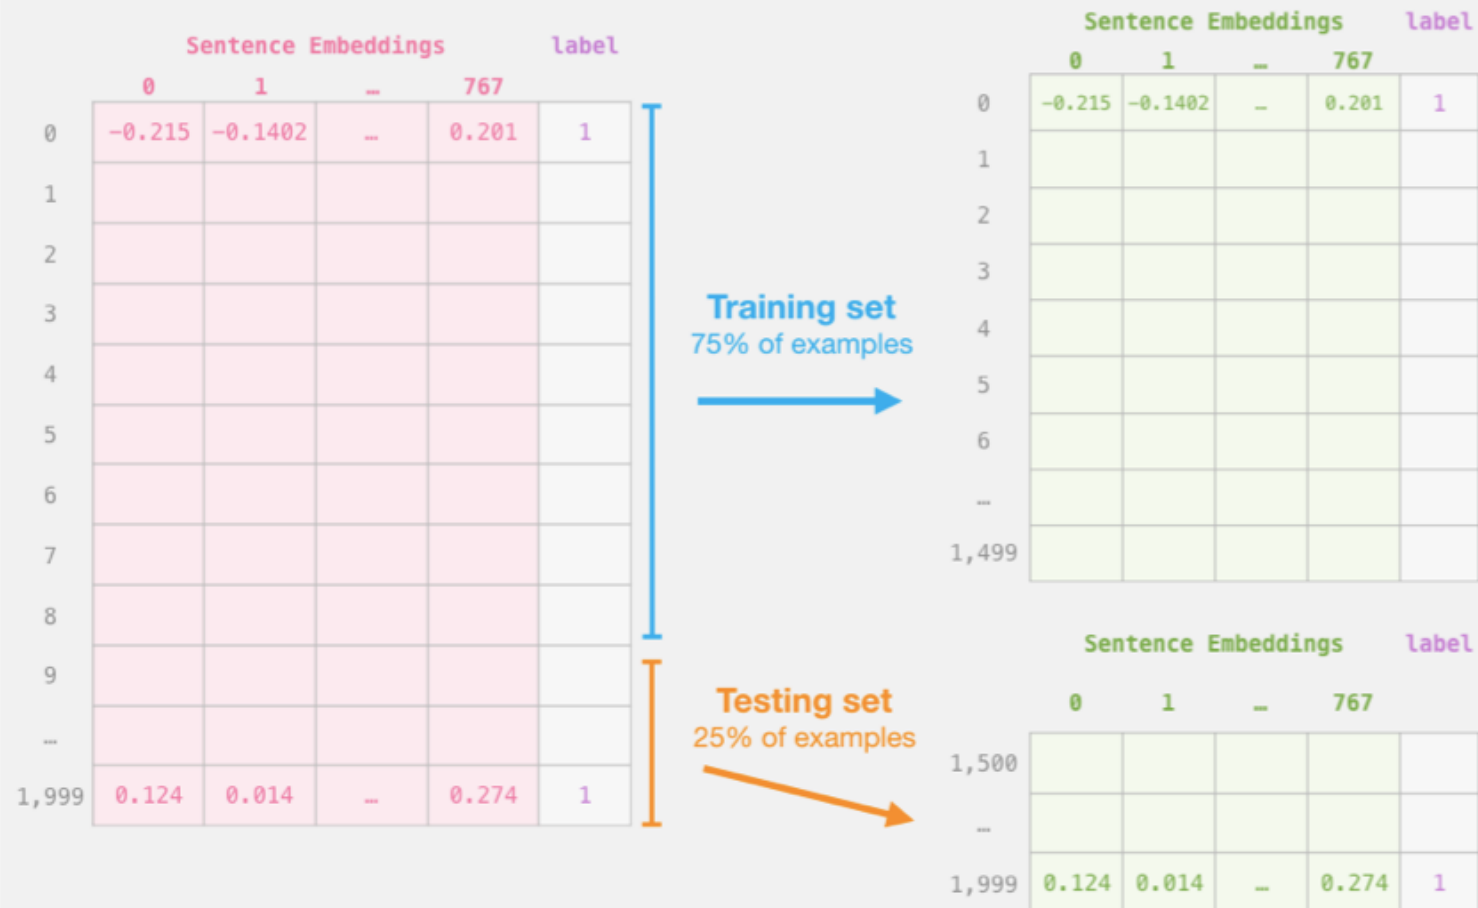 Sentence Embeddings label
0 1 … 767
0 -0.215 -0.1402 … 0.201 1
1
2
3
4
5
6
7
8
9
…
1,999 0.124 0.014 … 0.274 1
Training set
75% of examples
Testing set
25% of examples
Sentence Embeddings label
0 1 … 767
0 -0.215 -0.1402 … 0.201 1
1
2
3
4
5
6
…
1,499
Sentence Embeddings label
0 1 … 767
1,500
…
1,999 0.124 0.014 … 0.274 1